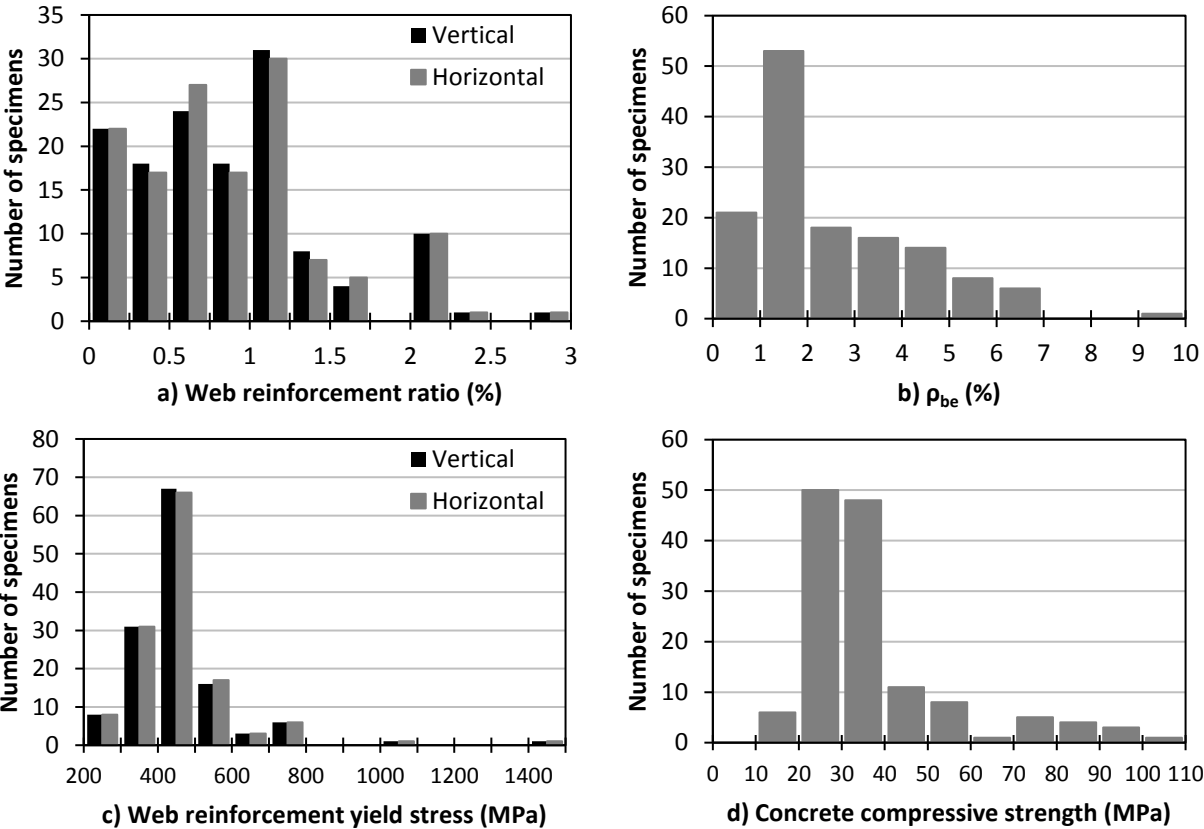 Number of specimens
35
30
25
20
15
10
5
0
Vertical
Horizontal
0 0.5 1 1.5 2 2.5 3
a) Web reinforcement ratio (%)
Number of specimens
60
50
40
30
20
10
0
0 1 2 3 4 5 6 7 8 9 10
b) ρbe (%)
Number of specimens
80
70
60
50
40
30
20
10
0
Vertical
Horizontal
200 400 600 800 1000 1200 1400
c) Web reinforcement yield stress (MPa)
Number of specimens
60
50
40
30
20
10
0
0 10 20 30 40 50 60 70 80 90 100 110
d) Concrete compressive strength (MPa)